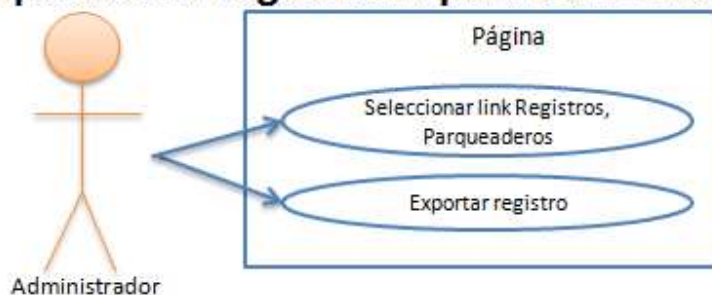 Página
Seleccionar link Registros,
Parqueaderos
Exportar registro
Administrador